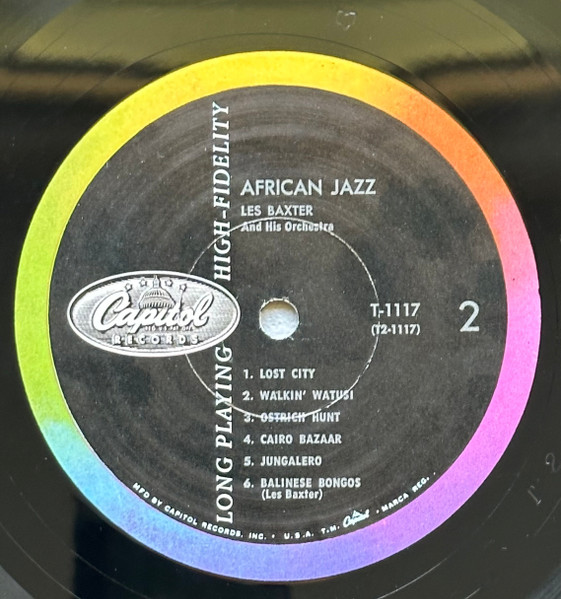 AFRICAN JAZZ
LES BAXTER
And His Orchestra
LONG PLAYING HIGH-FIDELITY
Capitol
RECORDS
T-1117
(T2-1117)
2
1. LOST CITY
2. WALKIN' WATUSI
3. OSTRICH HUNT
4. CAIRO BAZAAR
5. JUNGALERO
6. BALINESE BONGOS
(Les Baxter)
MFD BY CAPITOL RECORDS, INC. • U.S.A. T.M. Capitol • MARCA REG.